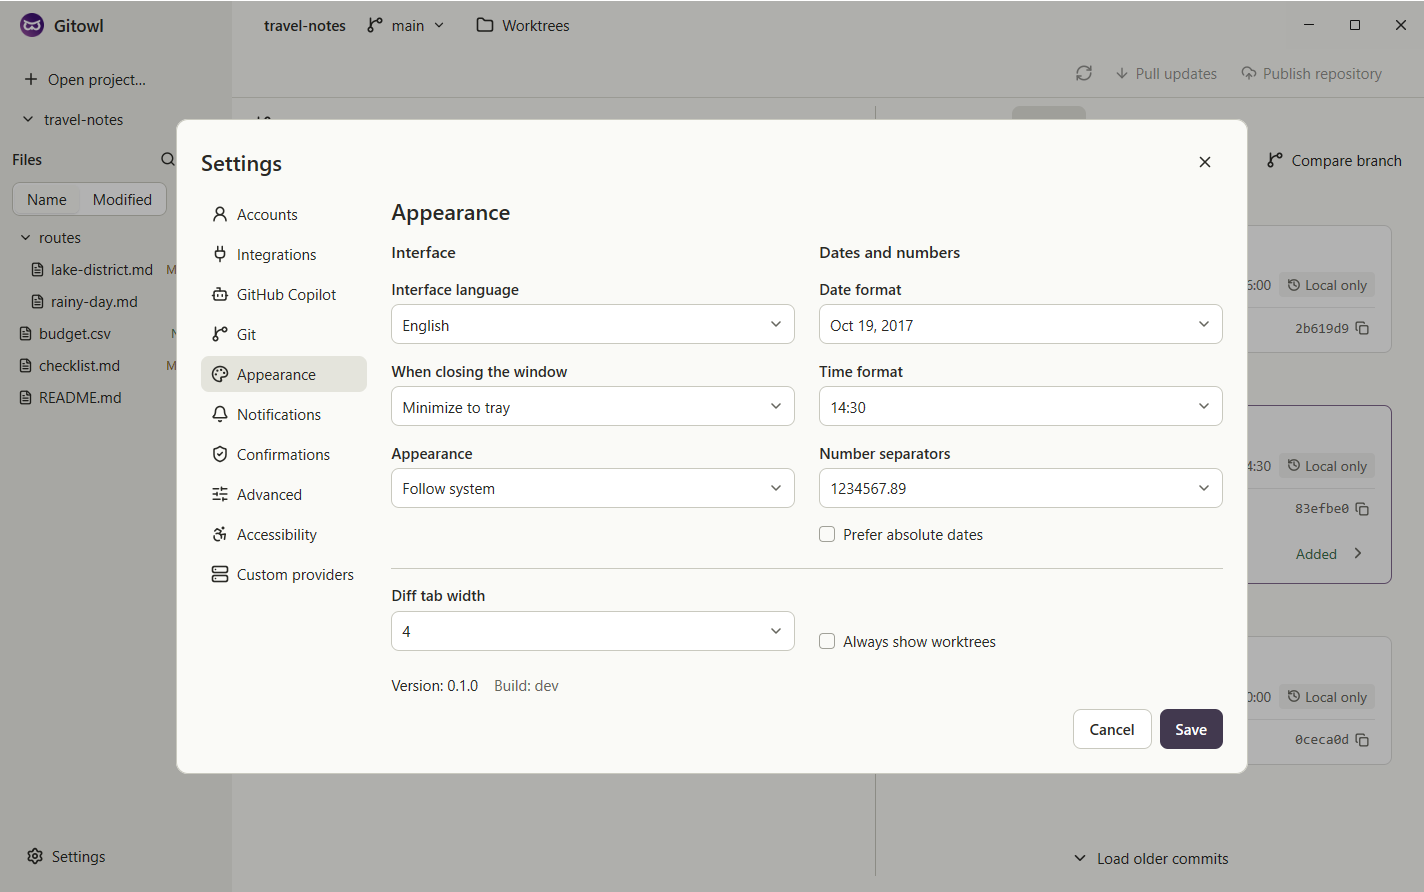 Gitowl
travel-notes main Worktrees
Open project...
Pull updates Publish repository
travel-notes
Files
Compare branch
Name Modified
routes
lake-district.md M
rainy-day.md
budget.csv
checklist.md M
README.md
Settings
Settings
Accounts
Integrations
GitHub Copilot
Git
Appearance
Notifications
Confirmations
Advanced
Accessibility
Custom providers
Appearance
Interface
Interface language
English
When closing the window
Minimize to tray
Appearance
Follow system
Dates and numbers
Date format
Oct 19, 2017
Time format
14:30
Number separators
1234567.89
Prefer absolute dates
Diff tab width
4
Always show worktrees
Version: 0.1.0 Build: dev
Cancel Save
:00 Local only
2b619d9
:30 Local only
83efbe0
Added
:00 Local only
0ceca0d
Load older commits